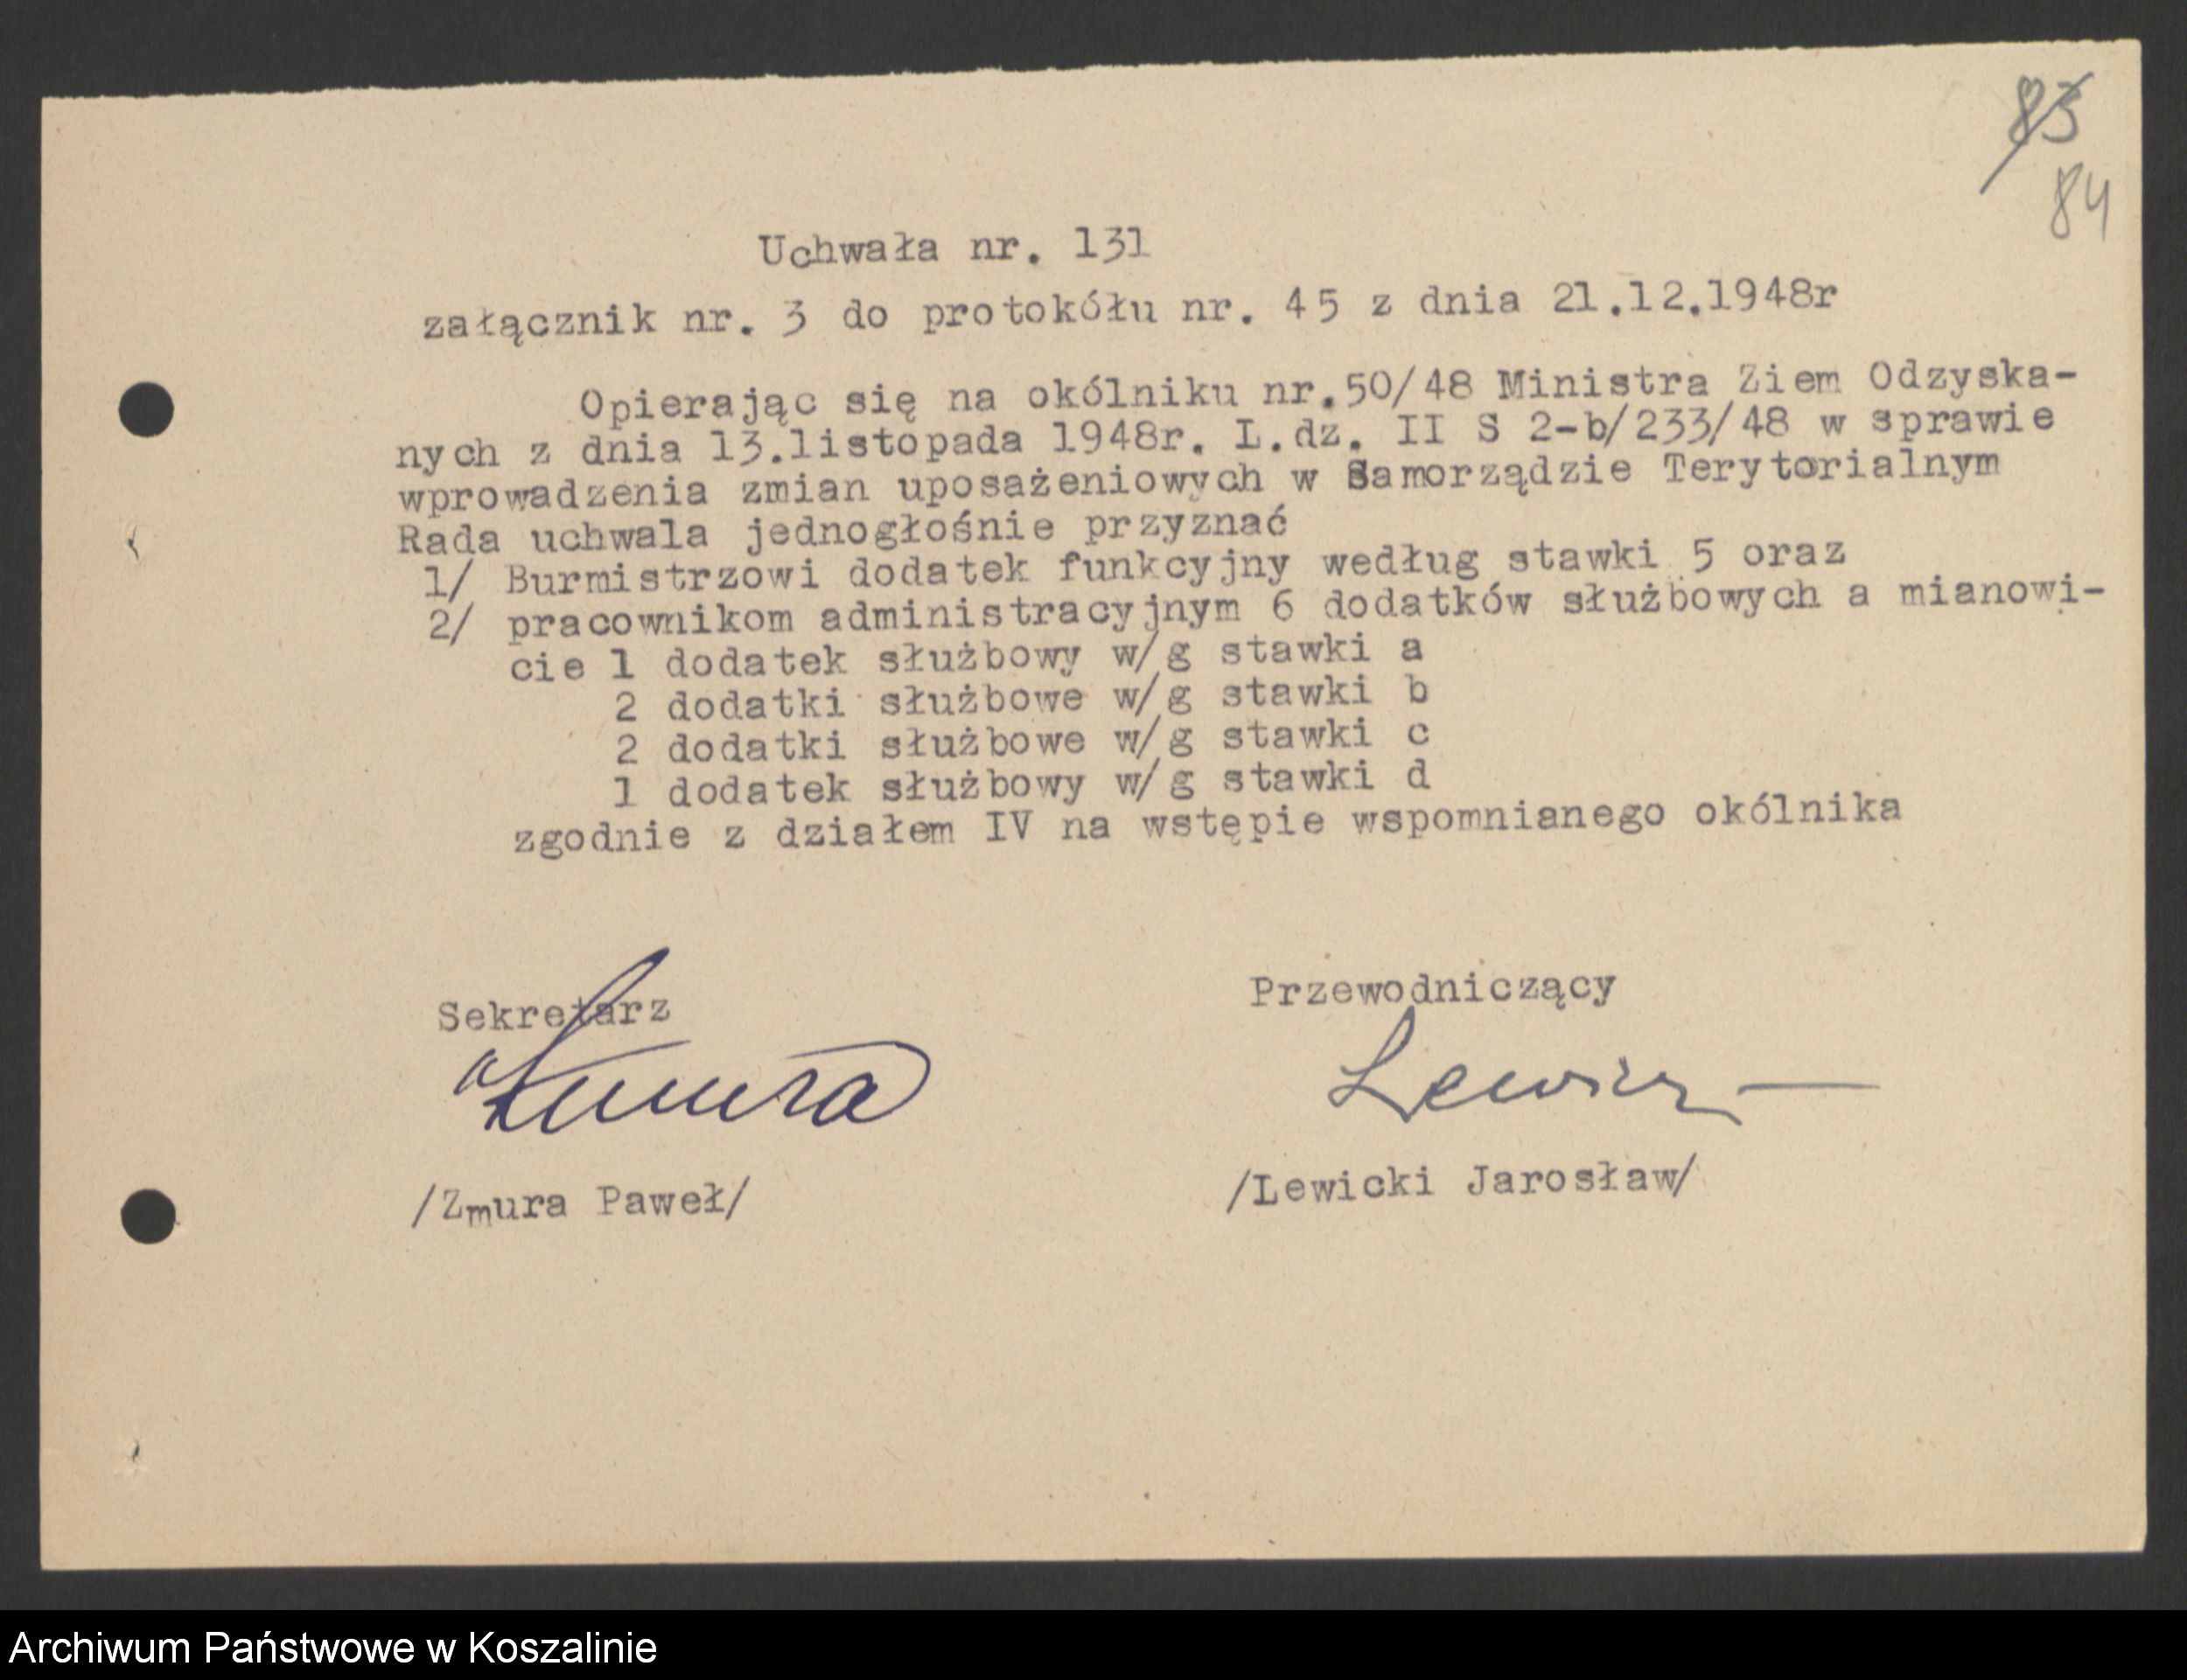 83
84
Uchwała nr. 131
załącznik nr. 3 do protokółu nr. 45 z dnia 21.12.1948r
Opierając się na okólniku nr.50/48 Ministra Ziem Odzyska-
nych z dnia 13.listopada 1948r. L.dz. II S 2-b/233/48 w sprawie
wprowadzenia zmian uposażeniowych w Samorządzie Terytorialnym
Rada uchwala jednogłośnie przyznać
1/ Burmistrzowi dodatek funkcyjny według stawki 5 oraz
2/ pracownikom administracyjnym 6 dodatków służbowych a mianowi-
cie 1 dodatek służbowy w/g stawki a
2 dodatki służbowe w/g stawki b
2 dodatki służbowe w/g stawki c
1 dodatek służbowy w/g stawki d
zgodnie z działem IV na wstępie wspomnianego okólnika
Sekretarz
Przewodniczący
Zmura
Lewicki
/Zmura Paweł/
/Lewicki Jarosław/
Archiwum Państwowe w Koszalinie